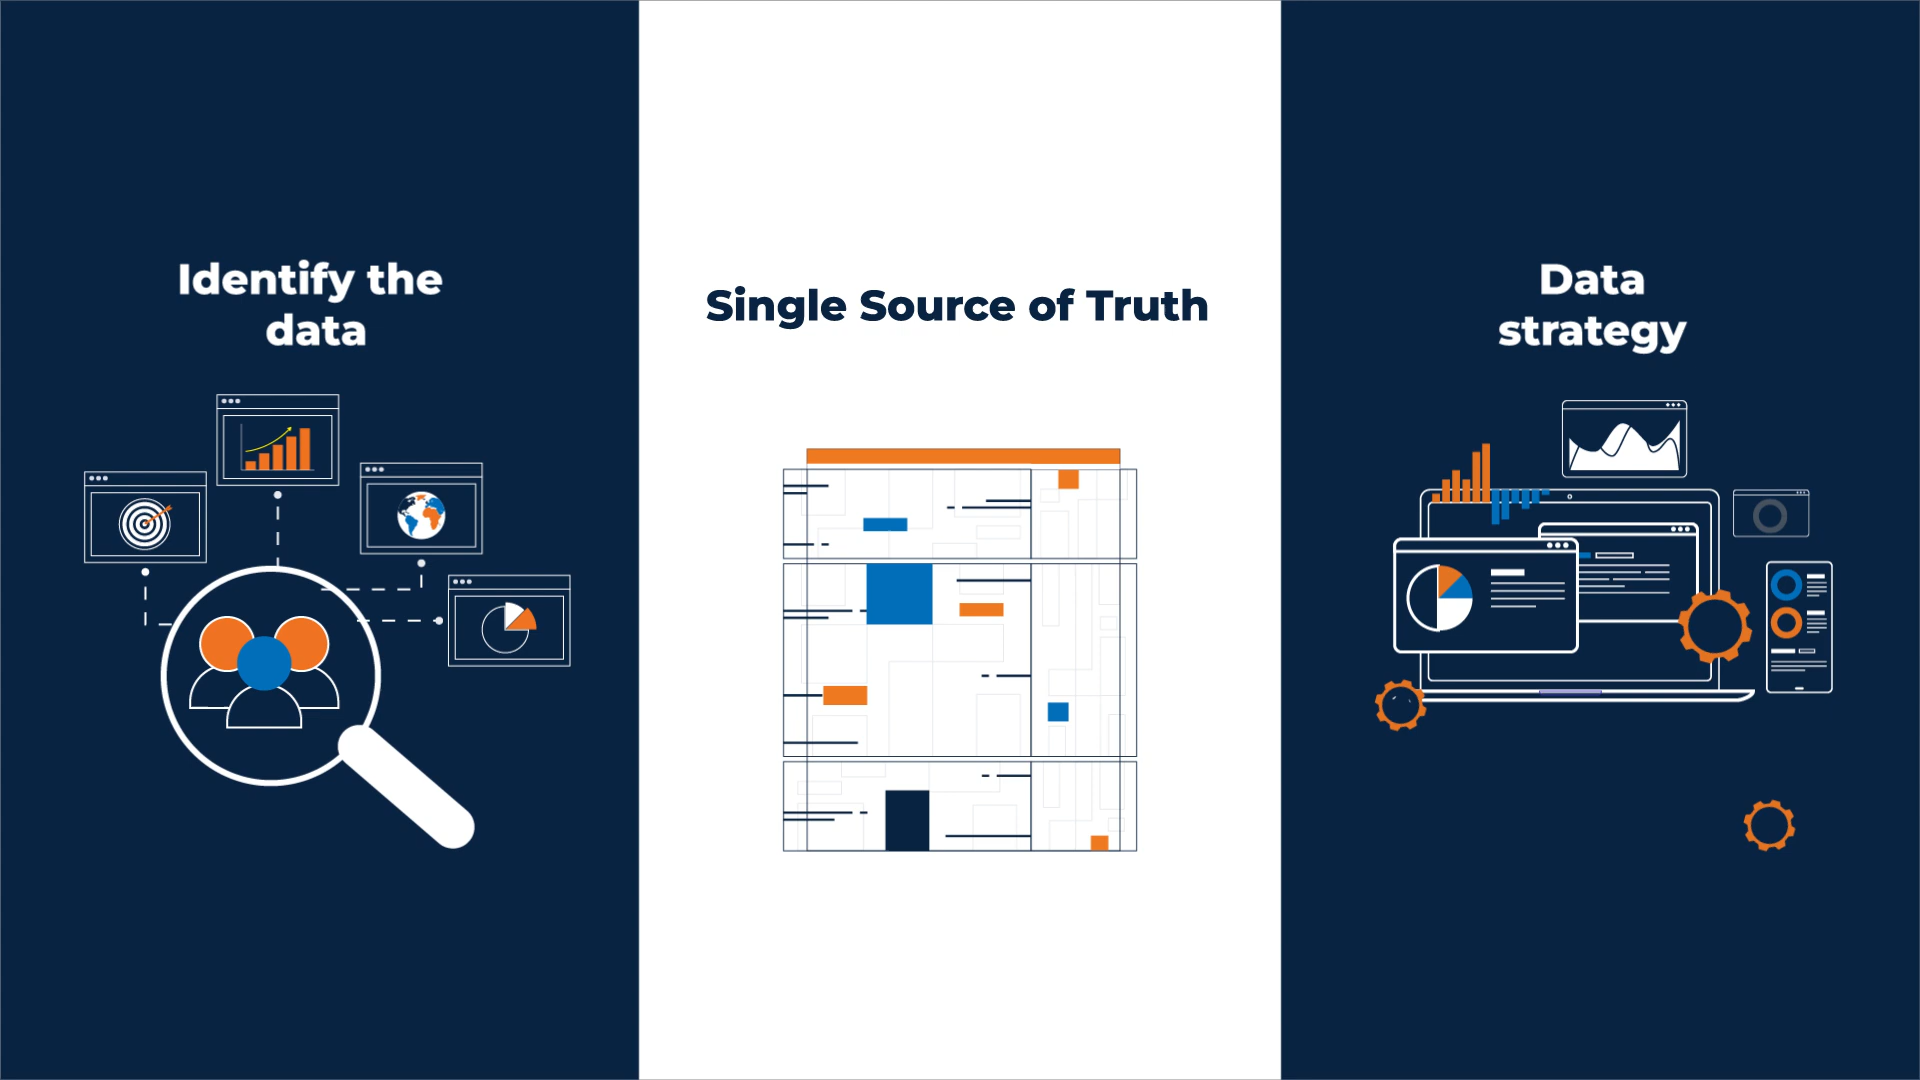 Identify the
data
Single Source of Truth
Data
strategy